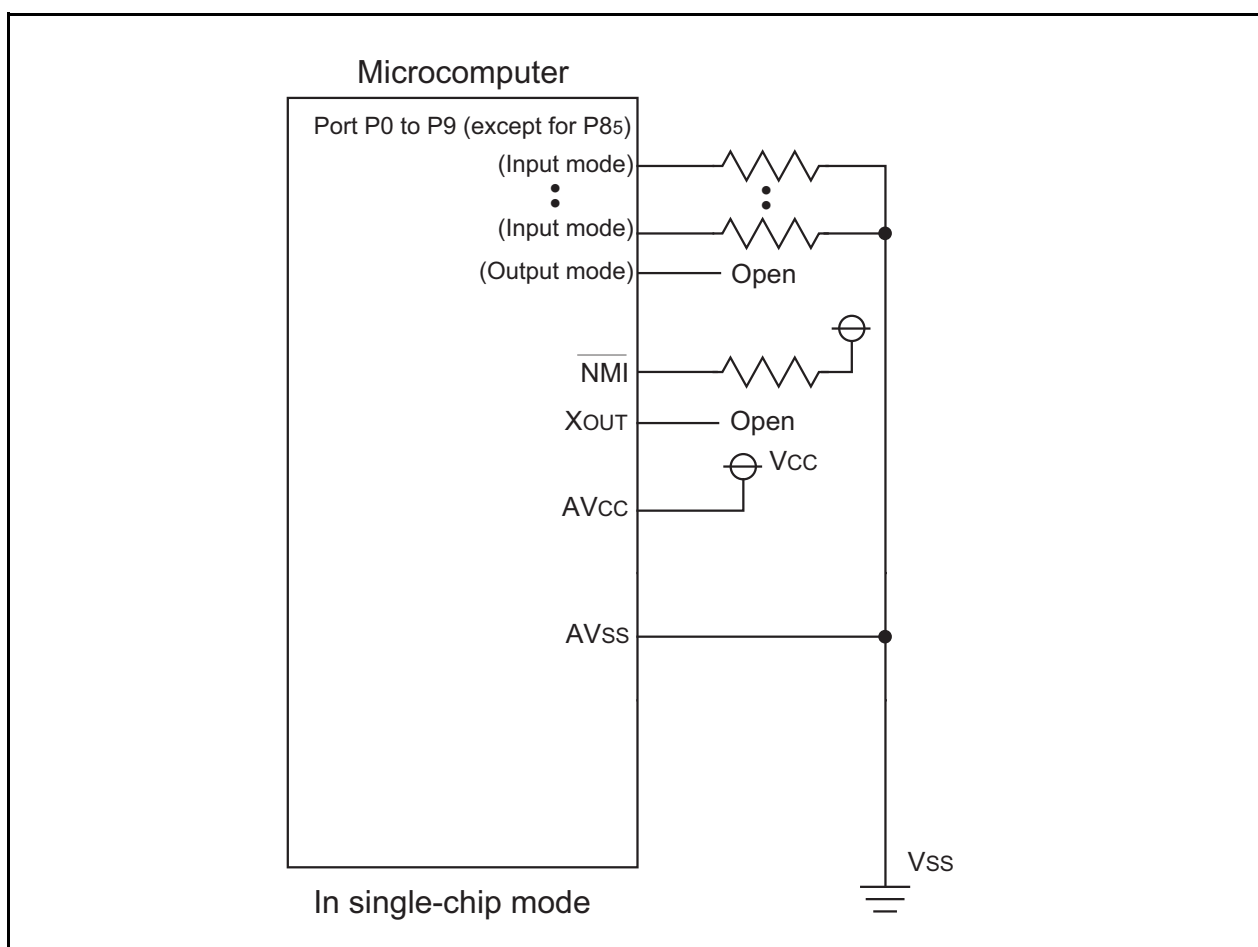 Microcomputer
Port P0 to P9 (except for P85)
(Input mode)
(Input mode)
(Output mode)
Open
NMI
XOUT
Open
VCC
AVCC
AVSS
VSS
In single-chip mode